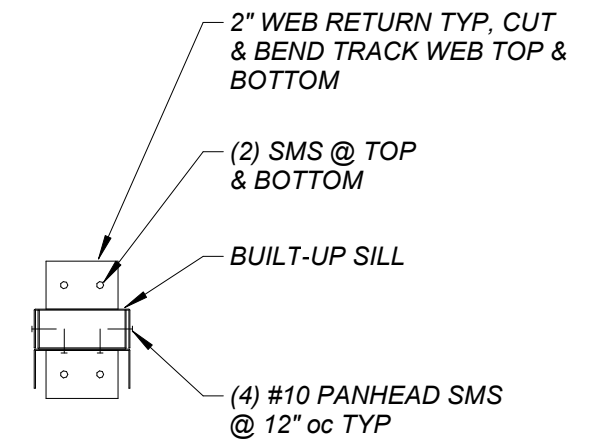 2" WEB RETURN TYP, CUT
& BEND TRACK WEB TOP &
BOTTOM
(2) SMS @ TOP
& BOTTOM
BUILT-UP SILL
(4) #10 PANHEAD SMS
@ 12" oc TYP